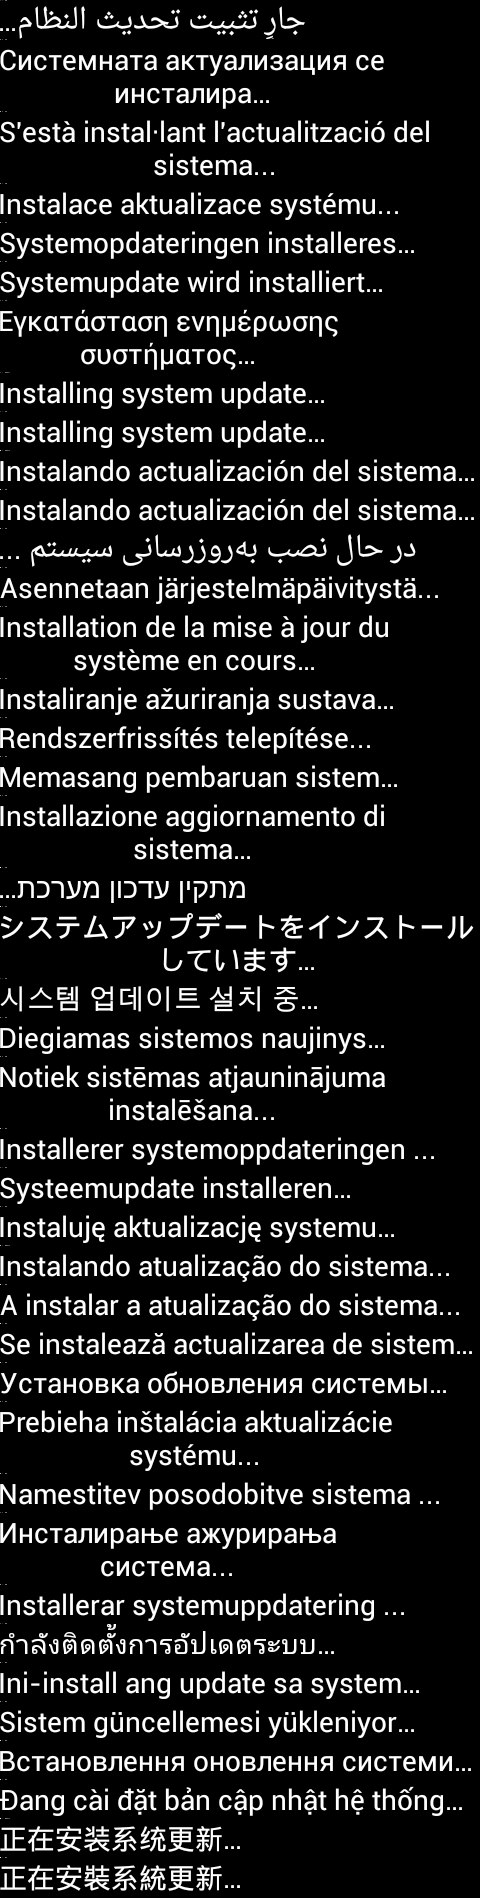 جارٍ تثبيت تحديث النظام...
Системната актуализация се
инсталира...
S'està instal·lant l'actualització del
sistema...
Instalace aktualizace systému...
Systemopdateringen installeres...
Systemupdate wird installiert...
Εγκατάσταση ενημέρωσης
συστήματος...
Installing system update...
Installing system update...
Instalando actualización del sistema...
Instalando actualización del sistema...
در حال نصب به‌روزرسانی سیستم ...
Asennetaan järjestelmäpäivitystä...
Installation de la mise à jour du
système en cours...
Instaliranje ažuriranja sustava...
Rendszerfrissítés telepítése...
Memasang pembaruan sistem...
Installazione aggiornamento di
sistema...
מתקין עדכון מערכת...
システムアップデートをインストール
しています...
시스템 업데이트 설치 중...
Diegiamas sistemos naujinys...
Notiek sistēmas atjauninājuma
instalēšana...
Installerer systemoppdateringen ...
Systeemupdate installeren...
Instaluję aktualizację systemu...
Instalando atualização do sistema...
A instalar a atualização do sistema...
Se instalează actualizarea de sistem...
Установка обновления системы...
Prebieha inštalácia aktualizácie
systému...
Namestitev posodobitve sistema ...
Инсталирање ажурирања
система...
Installerar systemuppdatering ...
กำลังติดตั้งการอัปเดตระบบ...
Ini-install ang update sa system...
Sistem güncellemesi yükleniyor...
Встановлення оновлення системи...
Đang cài đặt bản cập nhật hệ thống...
正在安装系统更新...
正在安裝系統更新...